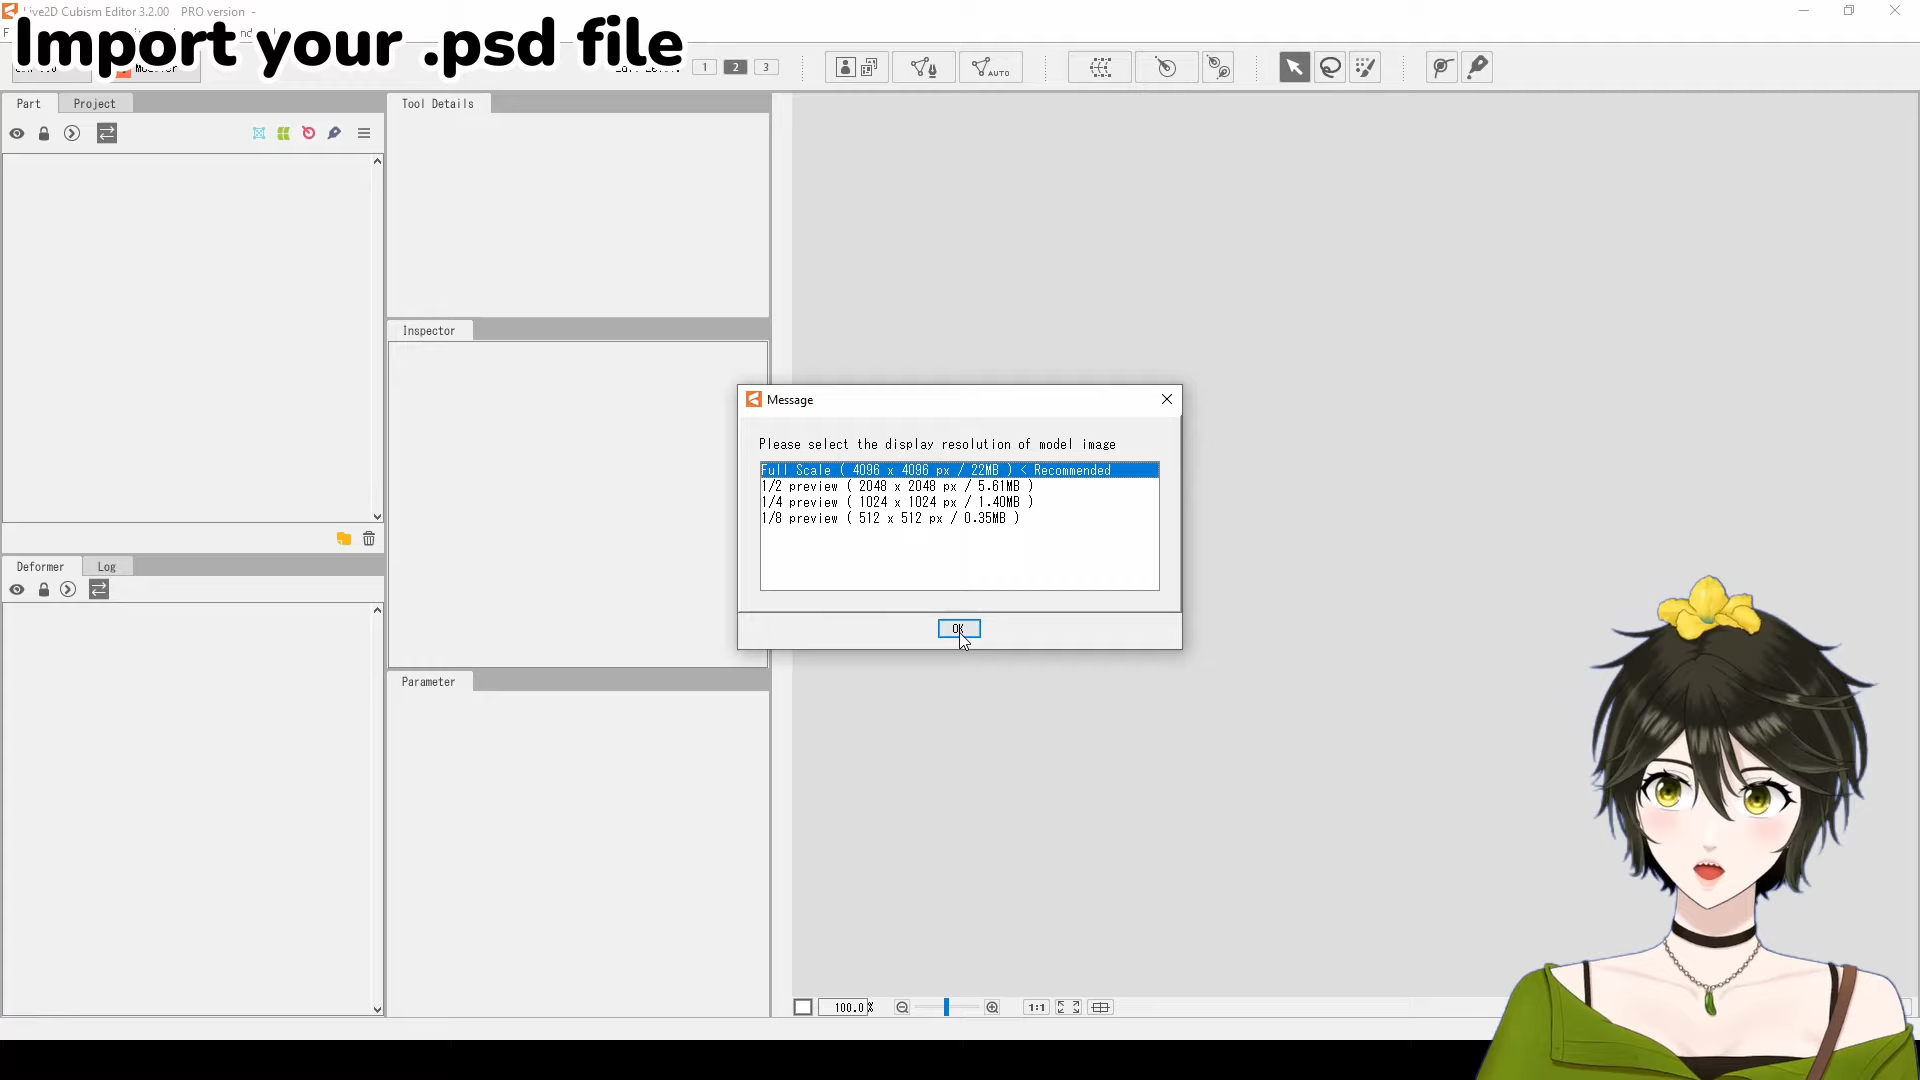 Live2D Cubism Editor 3.2.00 PRO version -
Import your .psd file
1 2 3
AUTO
Part Project
Tool Details
Inspector
Message
Please select the display resolution of model image
Full Scale ( 4096 x 4096 px / 22MB ) < Recommended
1/2 preview ( 2048 x 2048 px / 5.61MB )
1/4 preview ( 1024 x 1024 px / 1.40MB )
1/8 preview ( 512 x 512 px / 0.35MB )
OK
Deformer Log
Parameter
100.0%
1:1